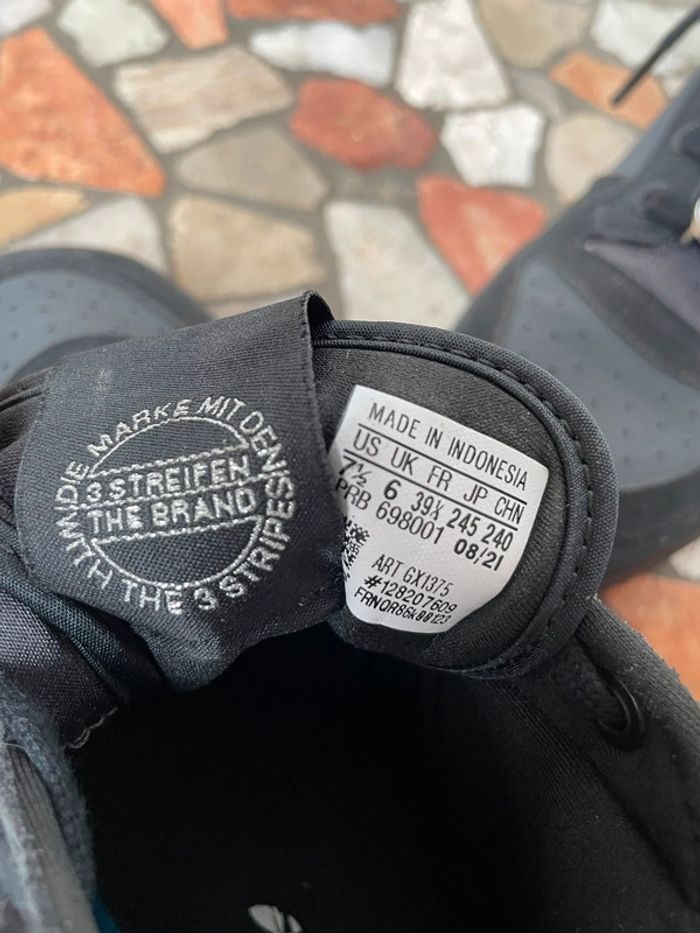 DIE MARKE MIT DEN
3 STREIFEN
THE BRAND
WITH THE 3 STRIPES
MADE IN INDONESIA
US UK FR JP CHN
7½ 6 39⅓ 245 240
PRB 698001 08/21
ART GX1375
#128207609